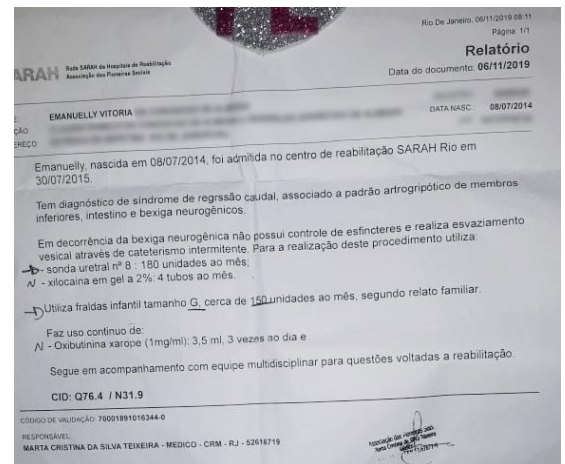 Rio De Janeiro, 06/11/2019 09:11
Página: 1/1
Relatório
Data do documento: 06/11/2019
SARAH Rede SARAH de Hospitais de Reabilitação
Associação das Pioneiras Sociais
EMANUELLY VITORIA
DATA NASC 08/07/2014
Emanuelly, nascida em 08/07/2014, foi admitida no centro de reabilitação SARAH Rio em
30/07/2015.
Tem diagnóstico de síndrome de regrssão caudal, associado a padrão artrogripótico de membros
inferiores, intestino e bexiga neurogênicos.
Em decorrência da bexiga neurogênica não possui controle de esfincteres e realiza esvaziamento
vesical através de cateterismo intermitente. Para a realização deste procedimento utiliza:
- sonda uretral nº 8 : 180 unidades ao mês;
- xilocaina em gel a 2%: 4 tubos ao mês.
Utiliza fraldas infantil tamanho G, cerca de 150 unidades ao mês, segundo relato familiar.
Faz uso continuo de:
- Oxibutinina xarope (1mg/ml): 3,5 ml, 3 vezes ao dia e
Segue em acompanhamento com equipe multidisciplinar para questões voltadas a reabilitação.
CID: Q76.4 / N31.9
CÓDIGO DE VALIDAÇÃO: 70001891016344-0
RESPONSÁVEL:
MARTA CRISTINA DA SILVA TEIXEIRA - MEDICO - CRM - RJ - 52616719